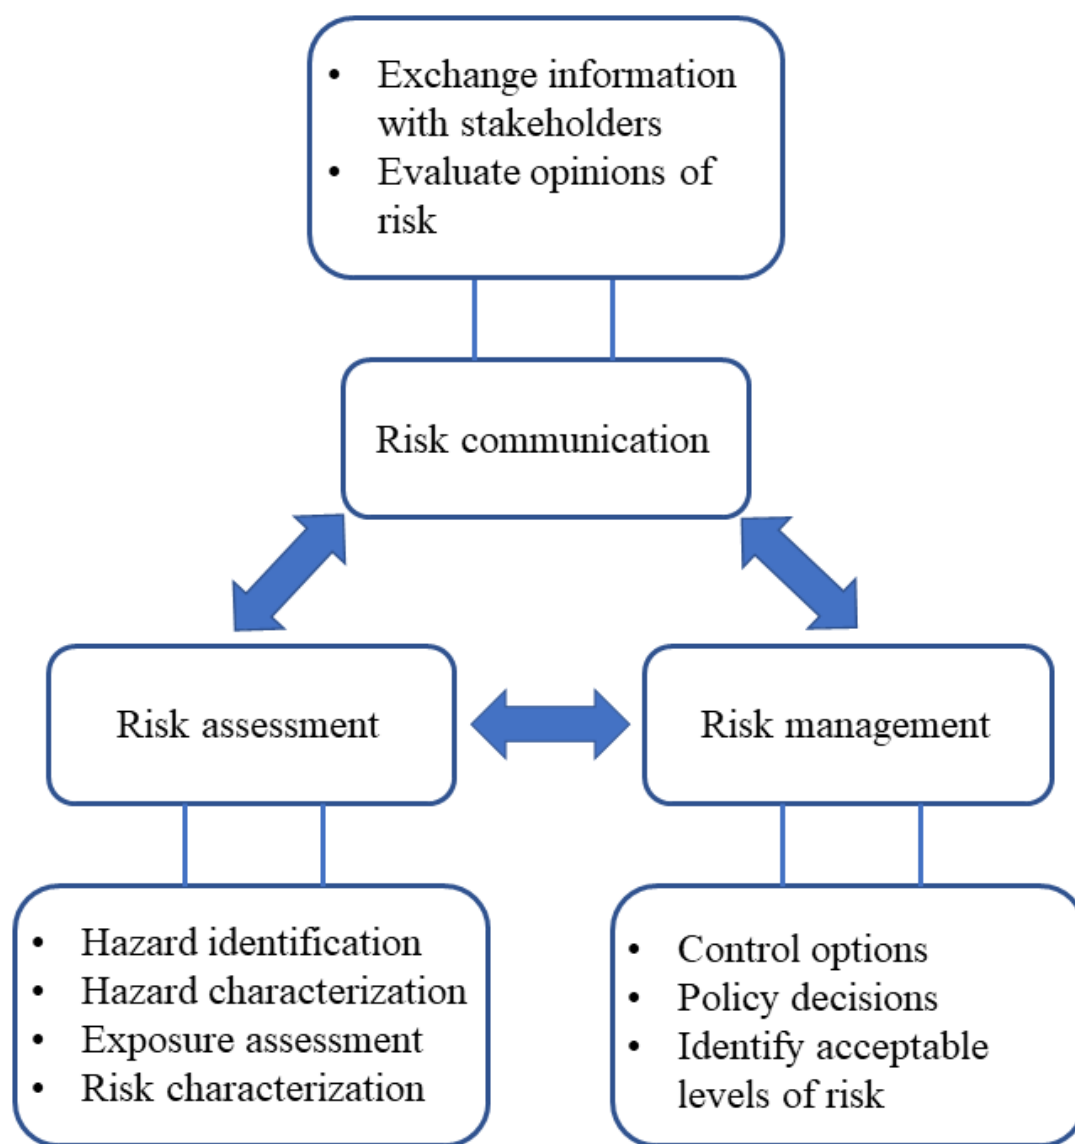 • Exchange information
with stakeholders
• Evaluate opinions of
risk
Risk communication
Risk assessment
Risk management
• Hazard identification
• Hazard characterization
• Exposure assessment
• Risk characterization
• Control options
• Policy decisions
• Identify acceptable
levels of risk